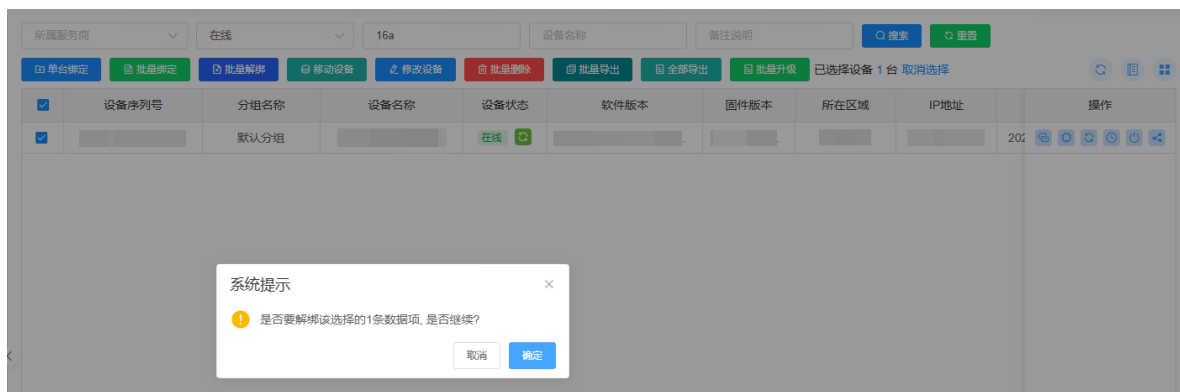 所属服务商 在线 16a 设备名称 备注说明 搜索 重置
单台绑定 批量绑定 批量解绑 移动设备 修改设备 批量删除 批量导出 全部导出 批量升级 已选择设备 1 台 取消选择
设备序列号 分组名称 设备名称 设备状态 软件版本 固件版本 所在区域 IP地址 操作
默认分组 在线 202
系统提示
是否要解绑该选择的1条数据项, 是否继续?
取消 确定